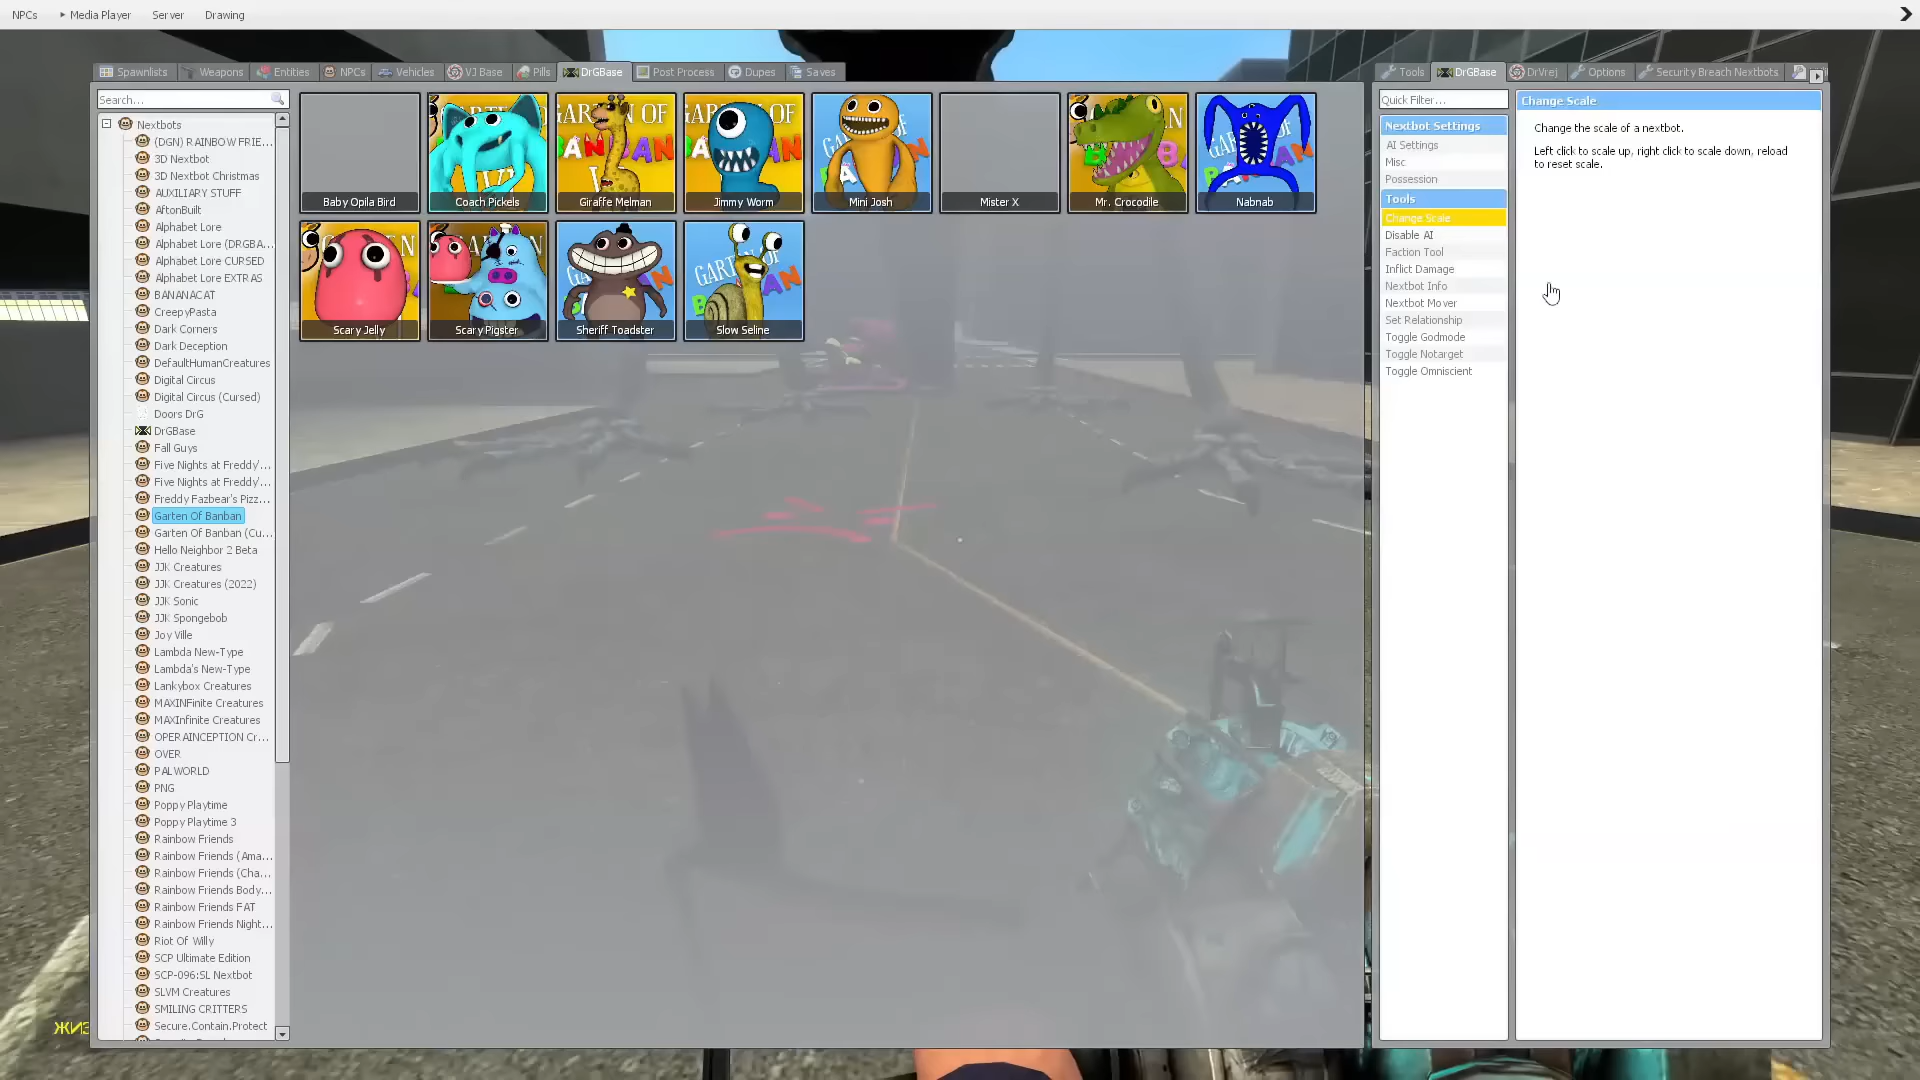 NPCs
Media Player
Server
Drawing
Spawnlists
Weapons
Entities
NPCs
Vehicles
VJ Base
Pills
DrGBase
Post Process
Dupes
Saves
Search...
Nextbots
(DGN) RAINBOW FRIE...
3D Nextbot
3D Nextbot Christmas
AUXILIARY STUFF
AftonBuilt
Alphabet Lore
Alphabet Lore (DRGBA...
Alphabet Lore CURSED
Alphabet Lore EXTRAS
BANANACAT
CreepyPasta
Dark Corners
Dark Deception
DefaultHumanCreatures
Digital Circus
Digital Circus (Cursed)
Doors DrG
DrGBase
Fall Guys
Five Nights at Freddy'...
Five Nights at Freddy'...
Freddy Fazbear's Pizz...
Garten Of Banban
Garten Of Banban (Cu...
Hello Neighbor 2 Beta
JJK Creatures
JJK Creatures (2022)
JJK Sonic
JJK Spongebob
Joy Ville
Lambda New-Type
Lambda's New-Type
Lankybox Creatures
MAXINFinite Creatures
MAXInfinite Creatures
OPERAINCEPTION Cr...
OVER
PALWORLD
PNG
Poppy Playtime
Poppy Playtime 3
Rainbow Friends
Rainbow Friends (Ama...
Rainbow Friends (Cha...
Rainbow Friends Body...
Rainbow Friends FAT
Rainbow Friends Night...
Riot Of Willy
SCP Ultimate Edition
SCP-096:SL Nextbot
SLVM Creatures
SMILING CRITTERS
Secure.Contain.Protect
Baby Opila Bird
Coach Pickels
Giraffe Melman
Jimmy Worm
Mini Josh
Mister X
Mr. Crocodile
Nabnab
Scary Jelly
Scary Pigster
Sheriff Toadster
Slow Seline
Tools
DrGBase
DrVrej
Options
Security Breach Nextbots
Quick Filter...
Nextbot Settings
AI Settings
Misc
Possession
Tools
Change Scale
Disable AI
Faction Tool
Inflict Damage
Nextbot Info
Nextbot Mover
Set Relationship
Toggle Godmode
Toggle Notarget
Toggle Omniscient
Change Scale
Change the scale of a nextbot.
Left click to scale up, right click to scale down, reload
to reset scale.
ЖИЗ